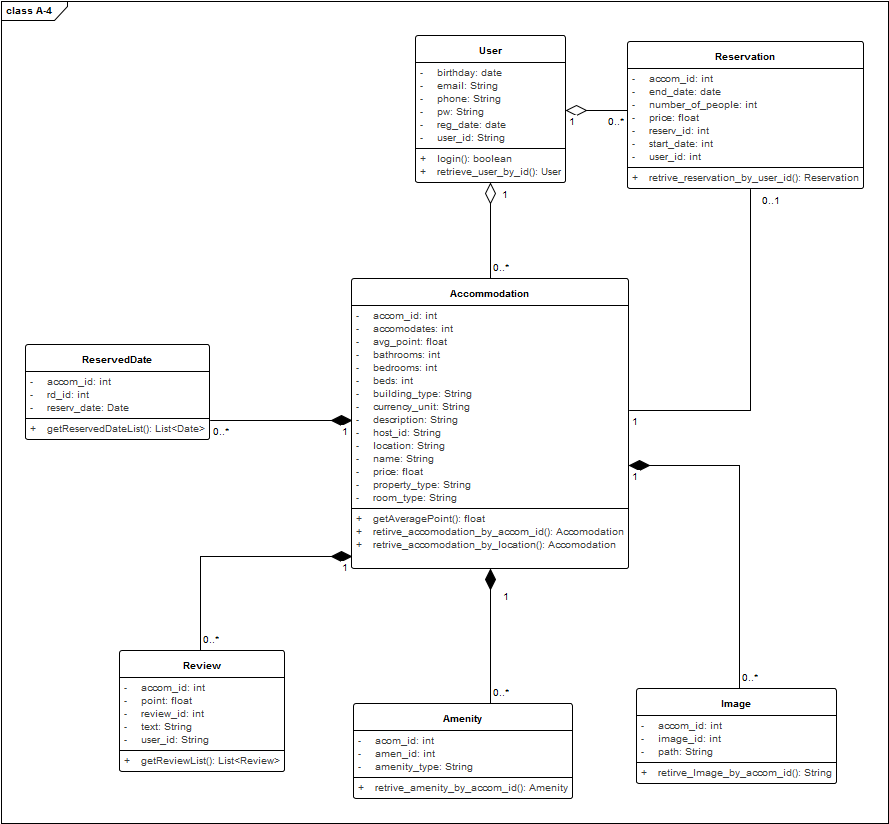 class A-4
User
- birthday: date
- email: String
- phone: String
- pw: String
- reg_date: date
- user_id: String
+ login(): boolean
+ retrieve_user_by_id(): User
1
0..*
Reservation
- accom_id: int
- end_date: date
- number_of_people: int
- price: float
- reserv_id: int
- start_date: int
- user_id: int
+ retrive_reservation_by_user_id(): Reservation
1
0..*
0..1
1
Accommodation
- accom_id: int
- accomodates: int
- avg_point: float
- bathrooms: int
- bedrooms: int
- beds: int
- building_type: String
- currency_unit: String
- description: String
- host_id: String
- location: String
- name: String
- price: float
- property_type: String
- room_type: String
+ getAveragePoint(): float
+ retirve_accomodation_by_accom_id(): Accomodation
+ retrive_accomodation_by_location(): Accomodation
ReservedDate
- accom_id: int
- rd_id: int
- reserv_date: Date
+ getReservedDateList(): List<Date>
0..*
1
1
1
0..*
1
0..*
0..*
Review
- accom_id: int
- point: float
- review_id: int
- text: String
- user_id: String
+ getReviewList(): List<Review>
Amenity
- acom_id: int
- amen_id: int
- amenity_type: String
+ retrive_amenity_by_accom_id(): Amenity
Image
- accom_id: int
- image_id: int
- path: String
+ retirve_Image_by_accom_id(): String